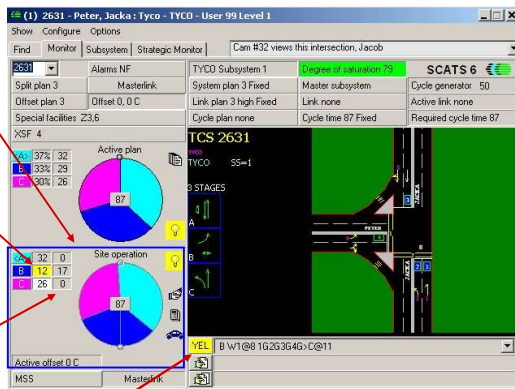 (1) 2631 - Peter, Jacka : Tyco - TYCO - User 99 Level 1
Show Configure Options
Find Monitor Subsystem Strategic Monitor Cam #32 views this intersection, Jacob
2631 Alarms NF TYCO Subsystem 1 Degree of saturation 79 SCATS 6
Split plan 3 Masterlink System plan 3 Fixed Master subsystem Cycle generator 50
Offset plan 3 Offset 0, 0 C Link plan 3 high Fixed Link none Active link none
Special facilities Z3,6 Cycle plan none Cycle time 87 Fixed Required cycle time 87
XSF 4
Active plan
<A> 37% 32
B 33% 29
C 30% 26
87
TCS 2631
TYCO SS=1
3 STAGES
A
B
C
PETER
JACKA
JACKA
Site operation
<A> 32 0
B 12 17
C 26 0
87
Active offset 0 C
MSS Masterlink
YEL B W1@8 1G2G3G4G>C@11